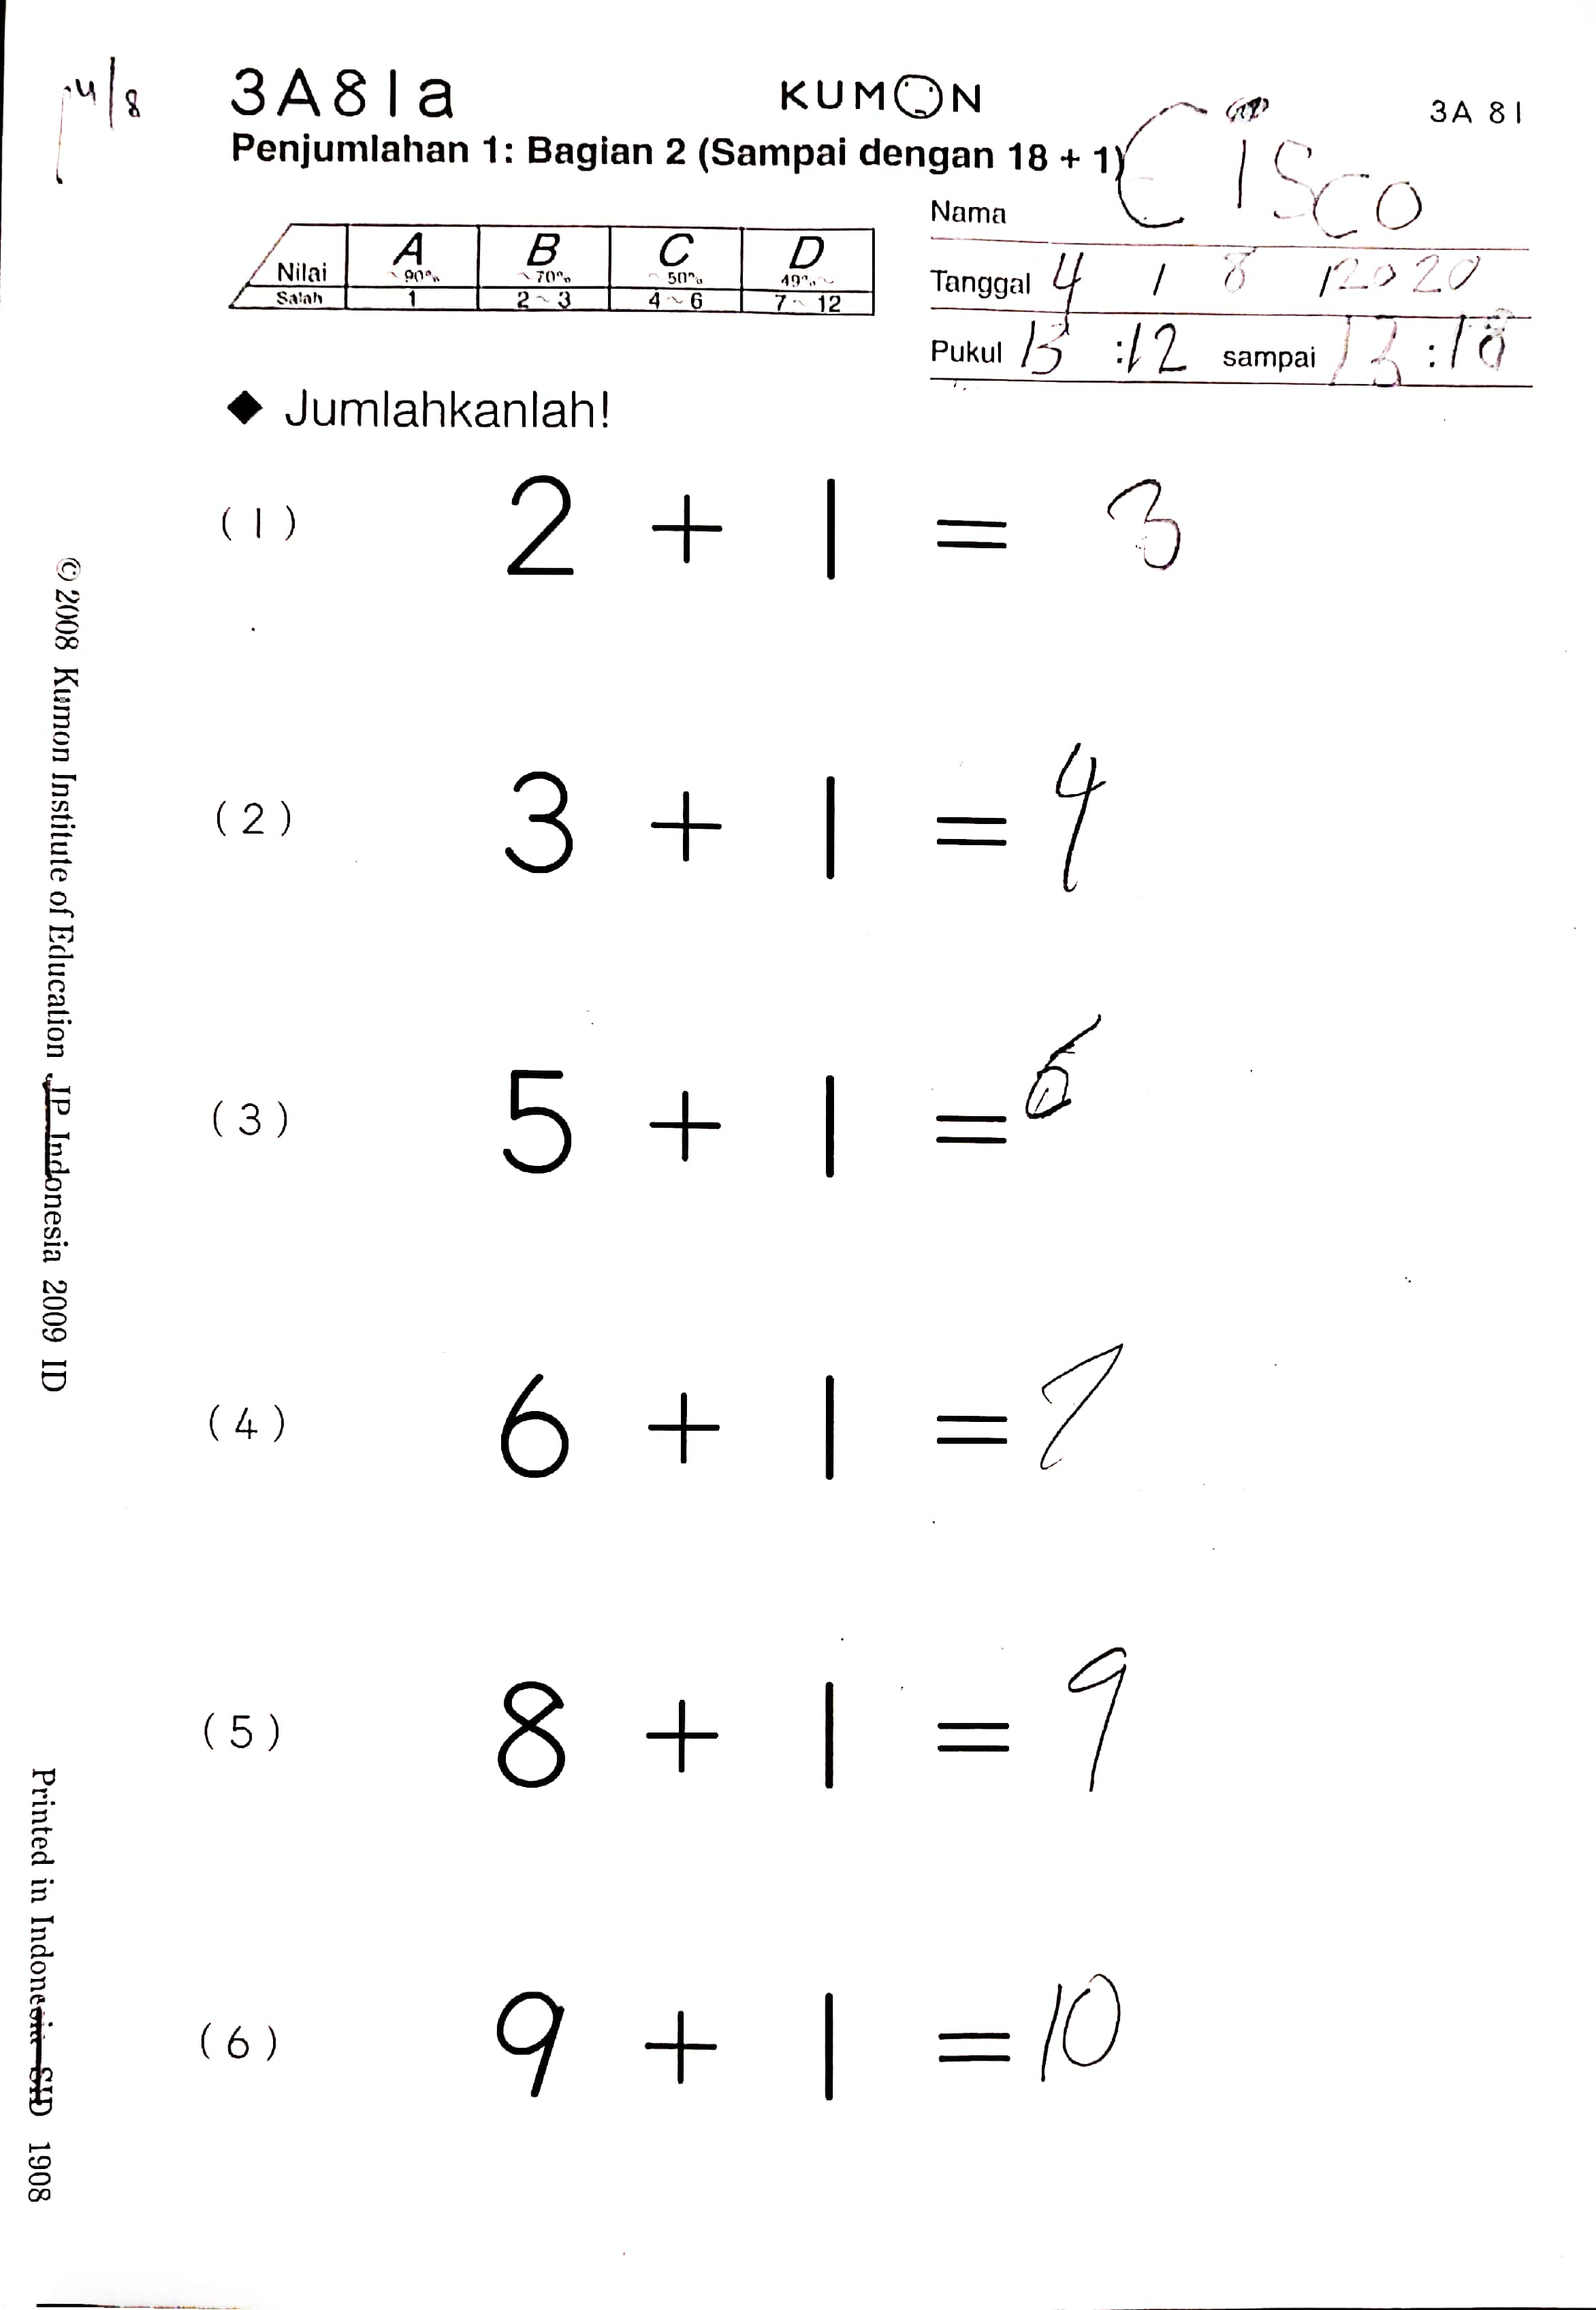 4/8
3A81a KUMON 3A 81
Penjumlahan 1: Bagian 2 (Sampai dengan 18 + 1)
Nama Cisco
Nilai A ~90% B ~70% C ~50% D 49%~
Salah 1 2~3 4~6 7~12
Tanggal 4 / 8 /2020
Pukul 13 :12 sampai 13 :18
◆ Jumlahkanlah!
(1) 2 + 1 = 3
(2) 3 + 1 = 4
(3) 5 + 1 = 6
(4) 6 + 1 = 7
(5) 8 + 1 = 9
(6) 9 + 1 = 10
© 2008 Kumon Institute of Education JP Indonesia 2009 ID
Printed in Indonesia SID 1908